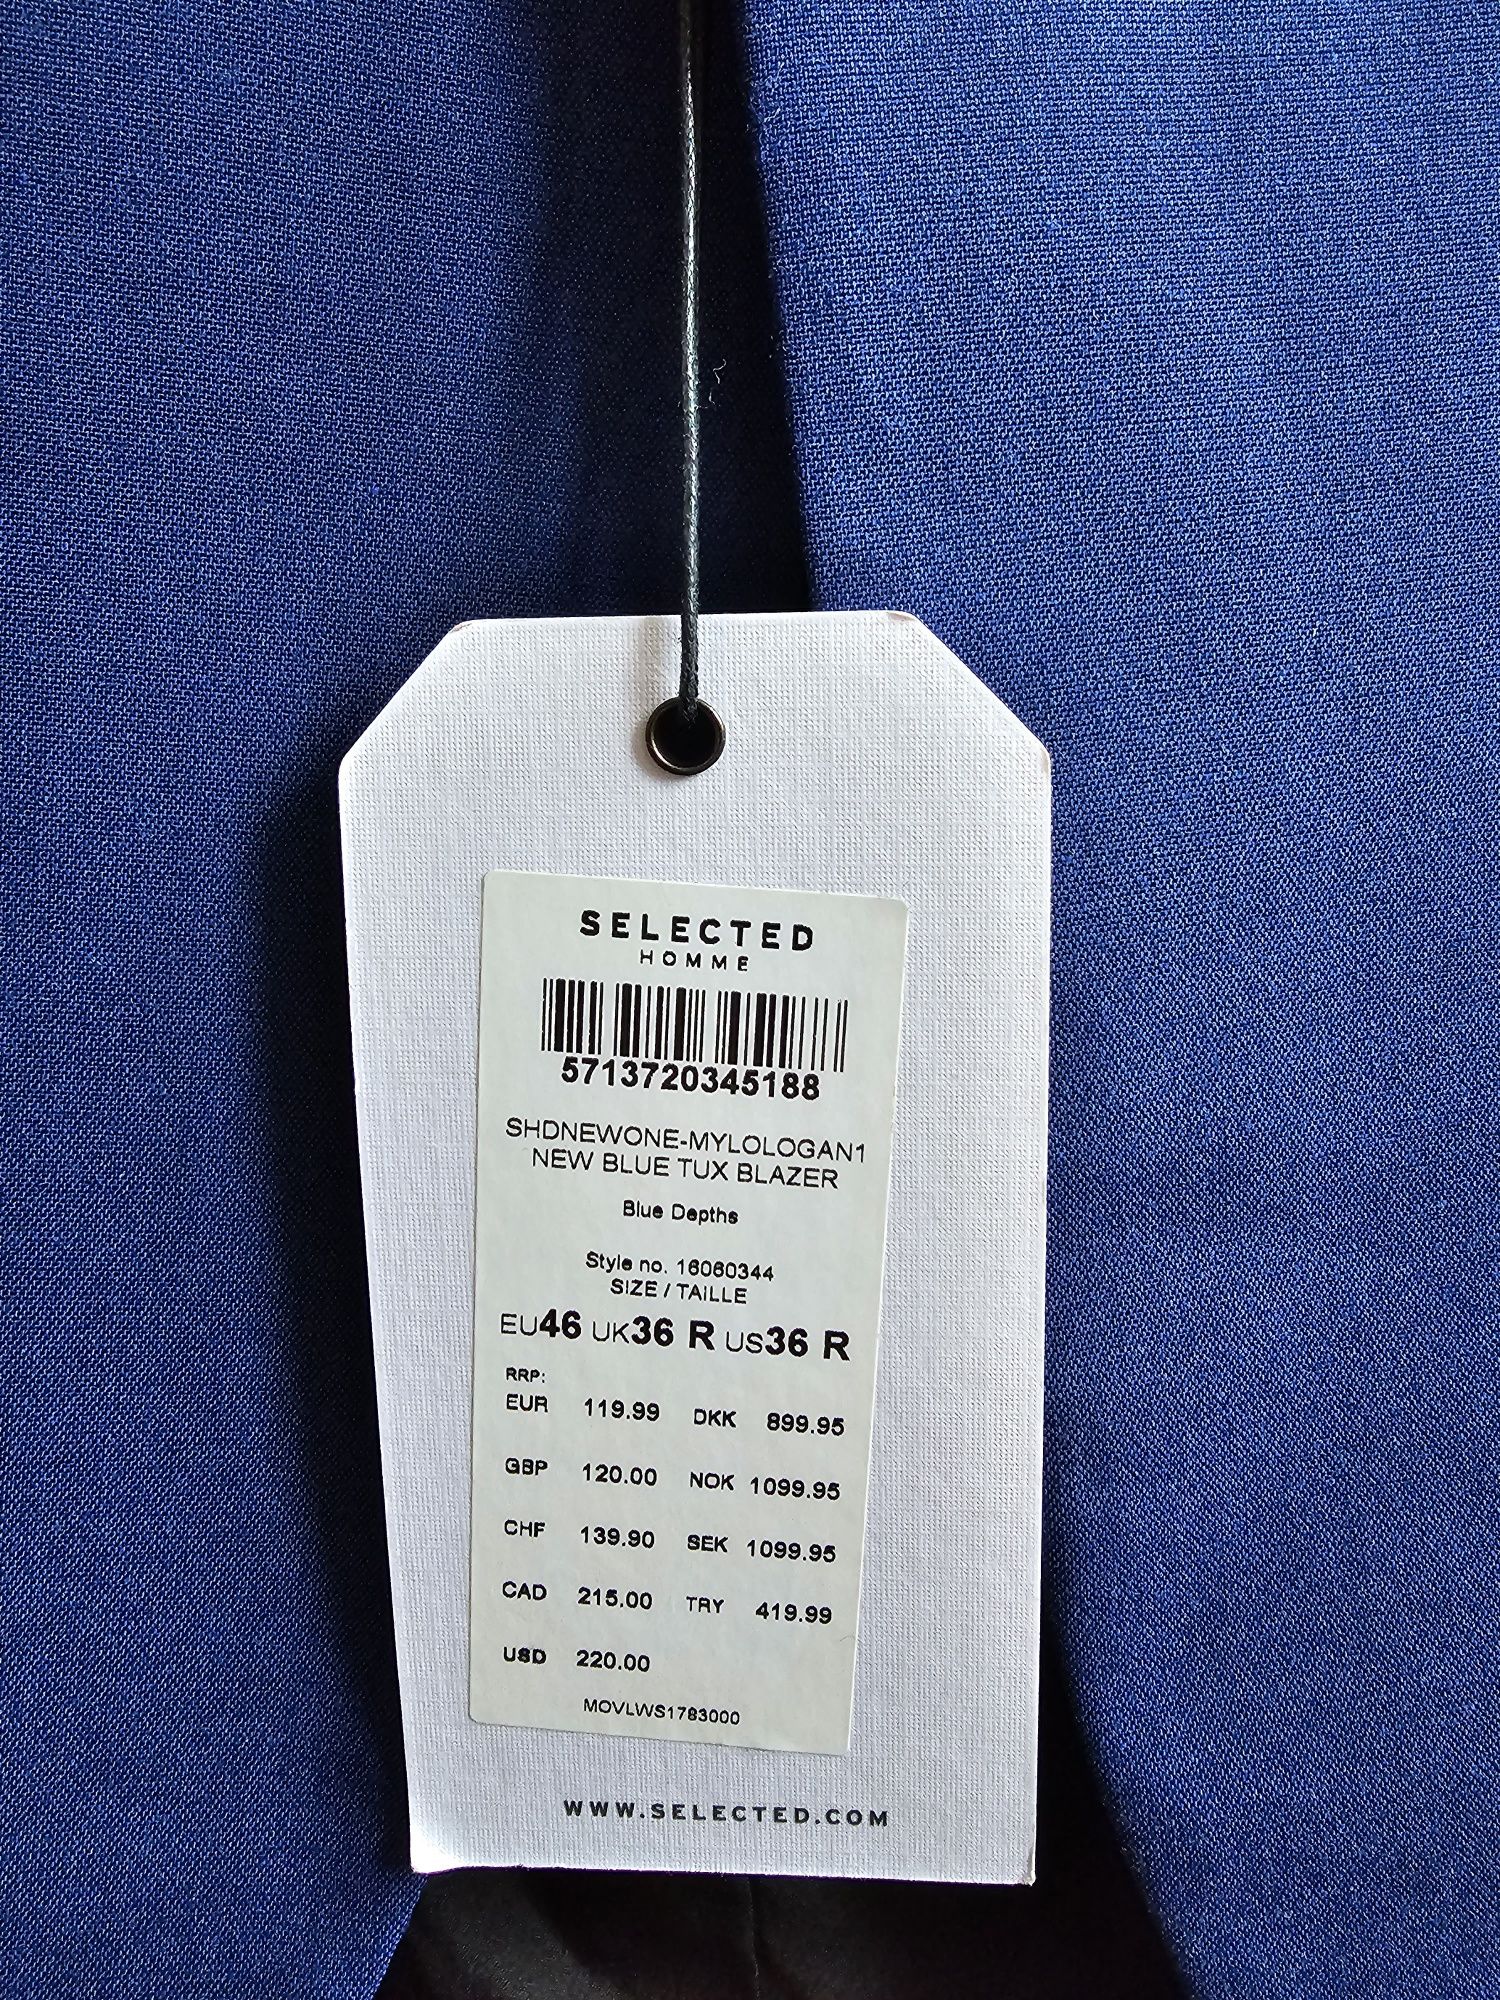 SELECTED
HOMME
5713720345188
SHDNEWONE-MYLOLOGAN1
NEW BLUE TUX BLAZER
Blue Depths
Style no. 16060344
SIZE / TAILLE
EU46 UK36 R US36 R
RRP:
EUR 119.99 DKK 899.95
GBP 120.00 NOK 1099.95
CHF 139.90 SEK 1099.95
CAD 215.00 TRY 419.99
USD 220.00
MOVLWS1783000
WWW.SELECTED.COM